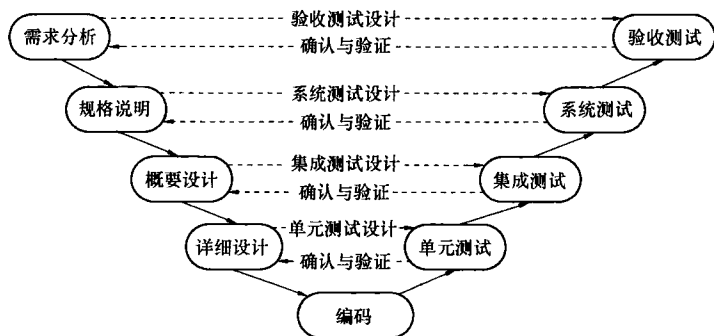 验收测试设计
需求分析
确认与验证
验收测试
系统测试设计
规格说明
确认与验证
系统测试
集成测试设计
概要设计
确认与验证
集成测试
单元测试设计
详细设计
确认与验证
单元测试
编码